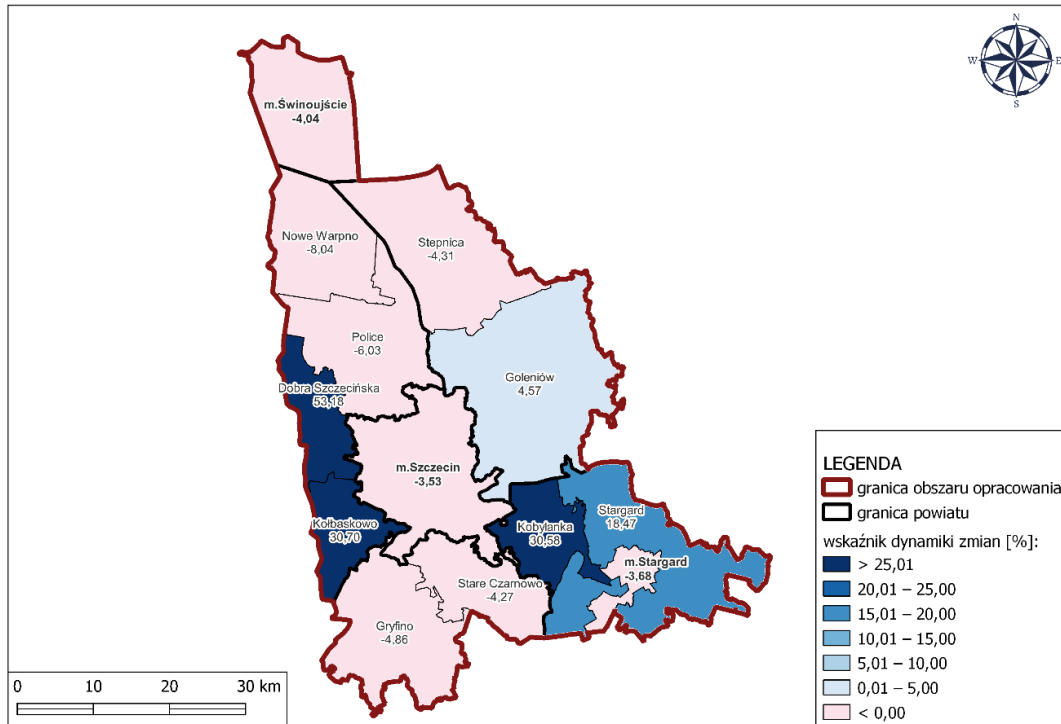 N
W
E
S
m.Świnoujście
-4,04
Nowe Warpno
-8,04
Stepnica
-4,31
Police
-6,03
Goleniów
4,57
Dobra Szczecińska
53,18
m.Szczecin
-3,53
Kołbaskowo
30,70
Kobylanka
30,58
Stargard
18,47
m.Stargard
-3,68
Stare Czarnowo
-4,27
Gryfino
-4,86
LEGENDA
granica obszaru opracowania
granica powiatu
wskaźnik dynamiki zmian [%]:
> 25,01
20,01 – 25,00
15,01 – 20,00
10,01 – 15,00
5,01 – 10,00
0,01 – 5,00
< 0,00
0 10 20 30 km